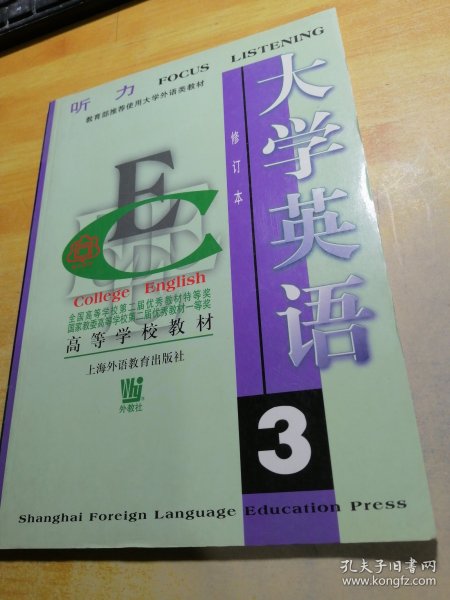 听力 FOCUS LISTENING
教育部推荐使用大学外语类教材
大学英语
修订本
EC
College English
全国高等学校第二届优秀教材特等奖
国家教委高等学校第二届优秀教材一等奖
高等学校教材
上海外语教育出版社
外教社
3
Shanghai Foreign Language Education Press
孔夫子旧书网
www.kongfz.com